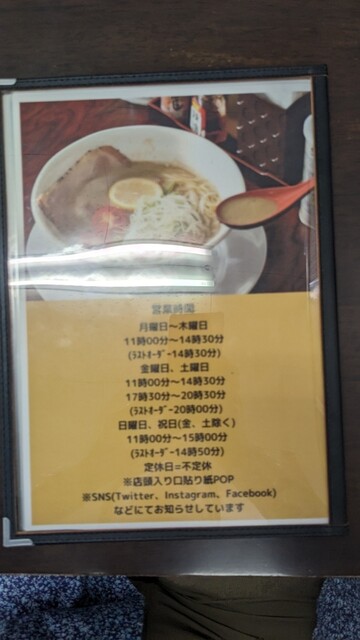 営業時間
月曜日～木曜日
11時00分～14時30分
(ﾗｽﾄｵｰﾀﾞｰ14時30分)
金曜日、土曜日
11時00分～14時30分
17時30分～20時30分
(ﾗｽﾄｵｰﾀﾞｰ20時00分)
日曜日、祝日(金、土除く)
11時00分～15時00分
(ﾗｽﾄｵｰﾀﾞｰ14時50分)
定休日=不定休
※店頭入り口貼り紙POP
※SNS(Twitter、Instagram、Facebook)
などにてお知らせしています